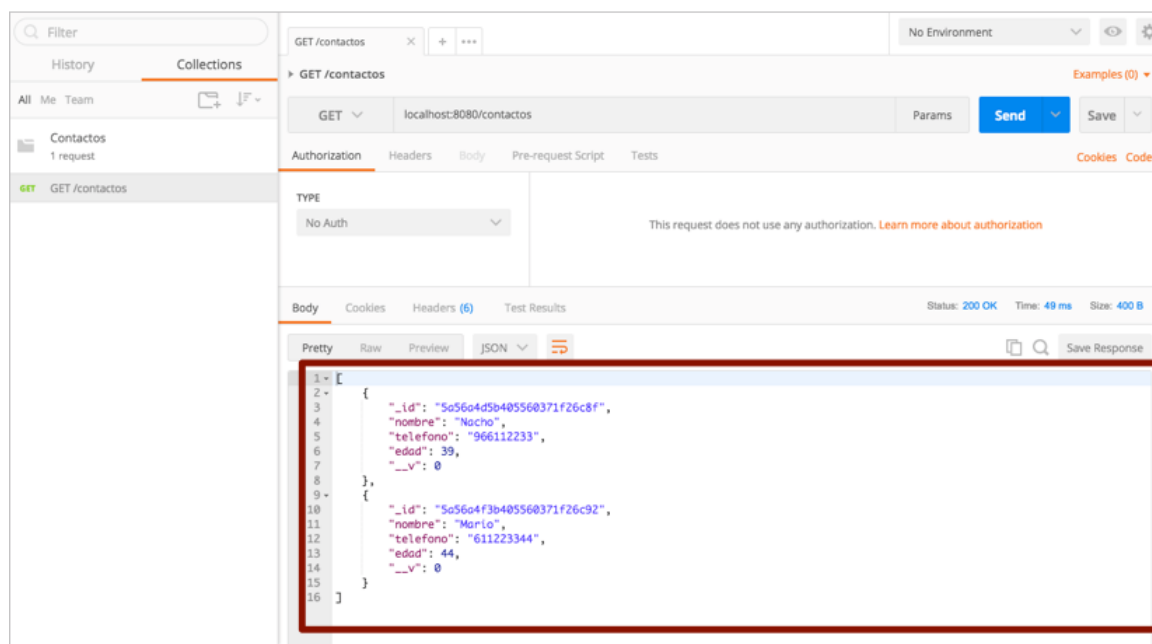 Filter
History Collections
All Me Team
Contactos
1 request
GET GET /contactos
GET /contactos
No Environment
GET /contactos
Examples (0)
GET localhost:8080/contactos Params Send Save
Authorization Headers Body Pre-request Script Tests Cookies Code
TYPE
No Auth
This request does not use any authorization. Learn more about authorization
Body Cookies Headers (6) Test Results Status: 200 OK Time: 49 ms Size: 400 B
Pretty Raw Preview JSON Save Response
1 [
2 {
3 "_id": "5a56a4d5b405560371f26c8f",
4 "nombre": "Nacho",
5 "telefono": "966112233",
6 "edad": 39,
7 "__v": 0
8 },
9 {
10 "_id": "5a56a4f3b405560371f26c92",
11 "nombre": "Mario",
12 "telefono": "611223344",
13 "edad": 44,
14 "__v": 0
15 }
16 ]